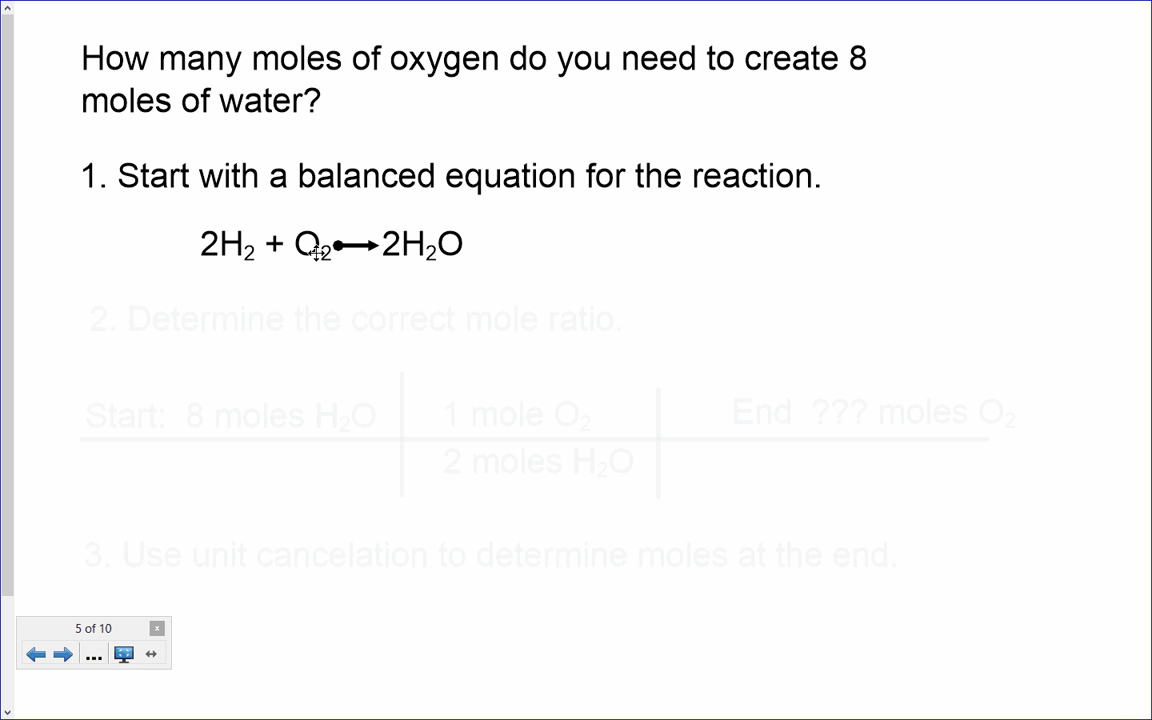 How many moles of oxygen do you need to create 8
moles of water?
1. Start with a balanced equation for the reaction.
2H₂ + O₂ → 2H₂O
2. Determine the correct mole ratio.
Start: 8 moles H₂O 1 mole O₂ End ??? moles O₂
2 moles H₂O
3. Use unit cancelation to determine moles at the end.
5 of 10